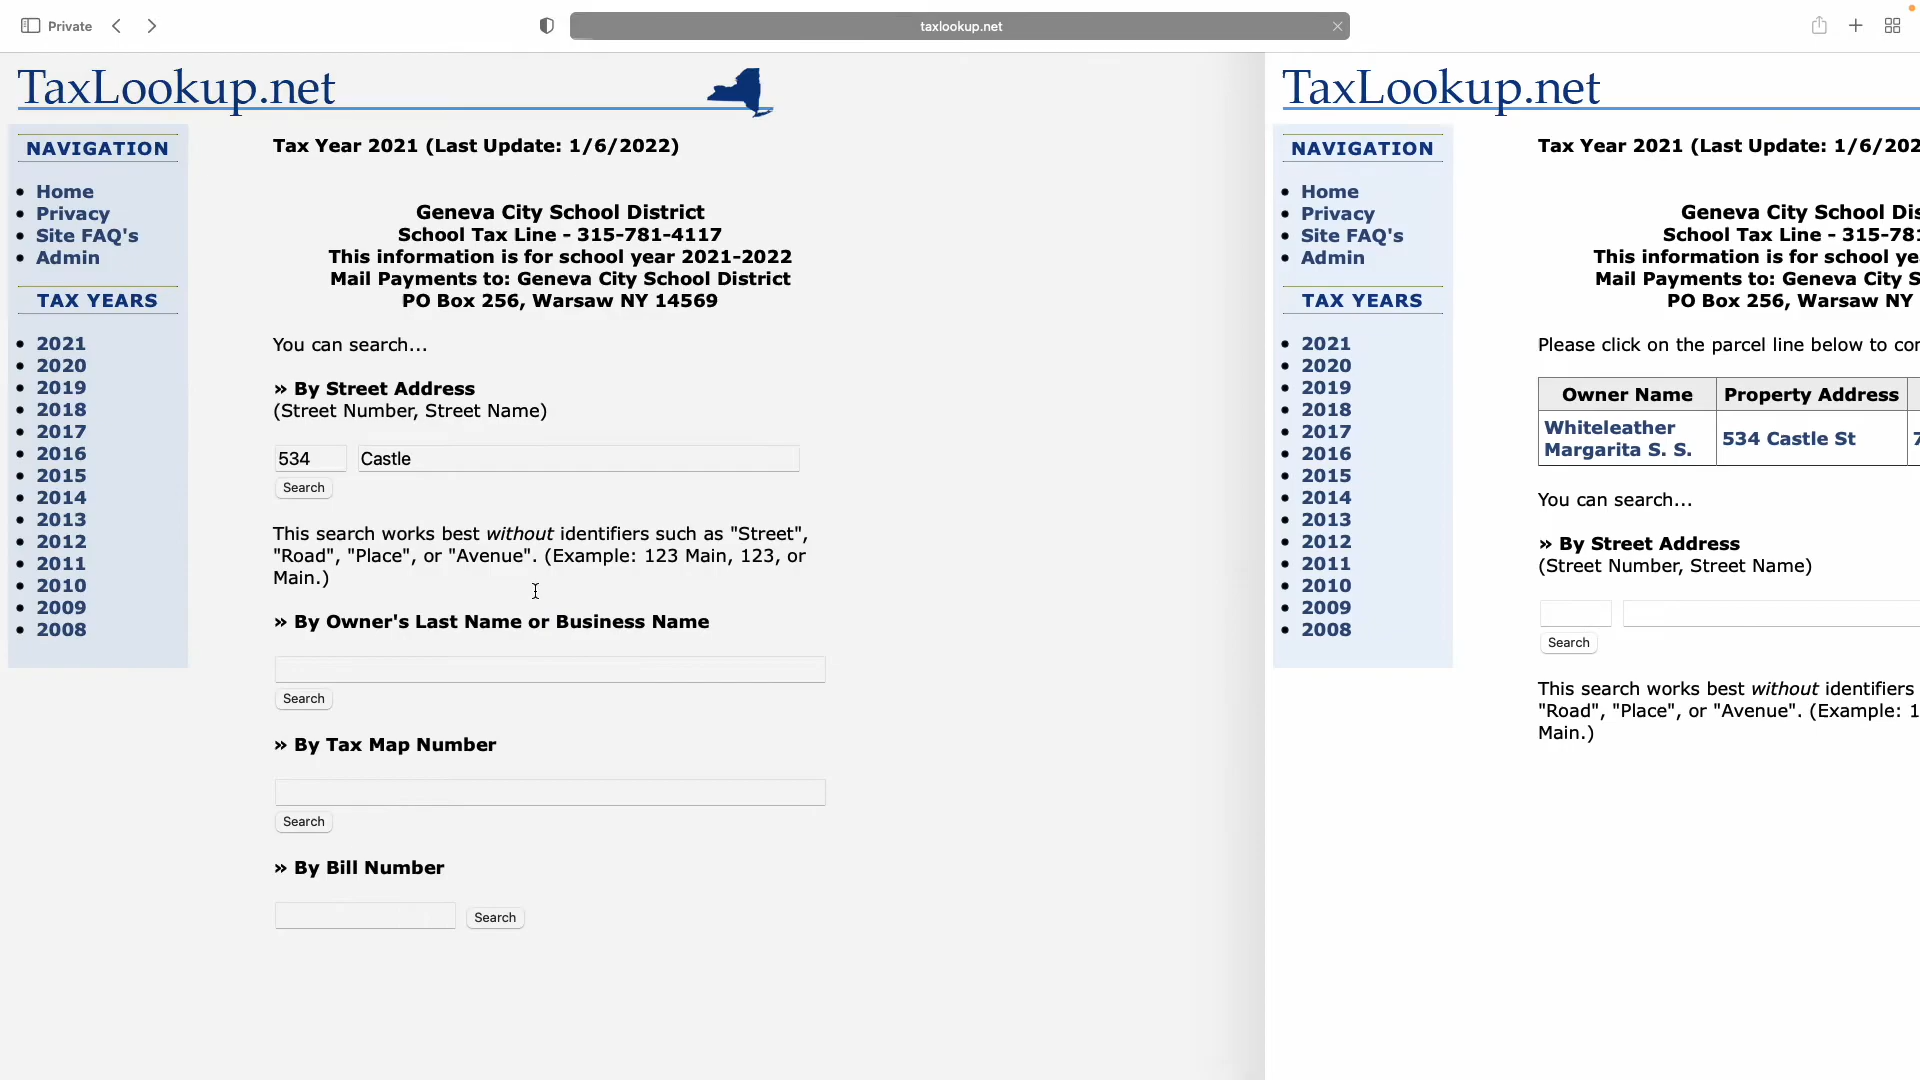 Private
taxlookup.net
TaxLookup.net
NAVIGATION
Home
Privacy
Site FAQ's
Admin
TAX YEARS
2021
2020
2019
2018
2017
2016
2015
2014
2013
2012
2011
2010
2009
2008
Tax Year 2021 (Last Update: 1/6/2022)
Geneva City School District
School Tax Line - 315-781-4117
This information is for school year 2021-2022
Mail Payments to: Geneva City School District
PO Box 256, Warsaw NY 14569
You can search...
» By Street Address
(Street Number, Street Name)
534 Castle
Search
This search works best without identifiers such as "Street",
"Road", "Place", or "Avenue". (Example: 123 Main, 123, or
Main.)
» By Owner's Last Name or Business Name
Search
» By Tax Map Number
Search
» By Bill Number
Search
TaxLookup.net
NAVIGATION
Home
Privacy
Site FAQ's
Admin
TAX YEARS
2021
2020
2019
2018
2017
2016
2015
2014
2013
2012
2011
2010
2009
2008
Tax Year 2021 (Last Update: 1/6/202
Geneva City School Dis
School Tax Line - 315-781
This information is for school ye
Mail Payments to: Geneva City S
PO Box 256, Warsaw NY
Please click on the parcel line below to con
Owner Name Property Address
Whiteleather
Margarita S. S. 534 Castle St 7
You can search...
» By Street Address
(Street Number, Street Name)
Search
This search works best without identifiers
"Road", "Place", or "Avenue". (Example: 1
Main.)